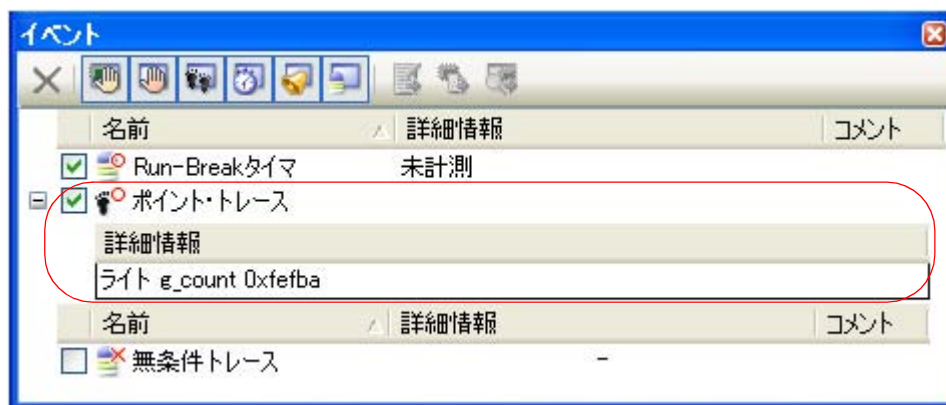 イベント
名前 詳細情報 コメント
Run-Breakタイマ 未計測
ポイント・トレース
詳細情報
ライト g_count 0xfefba
名前 詳細情報 コメント
無条件トレース -